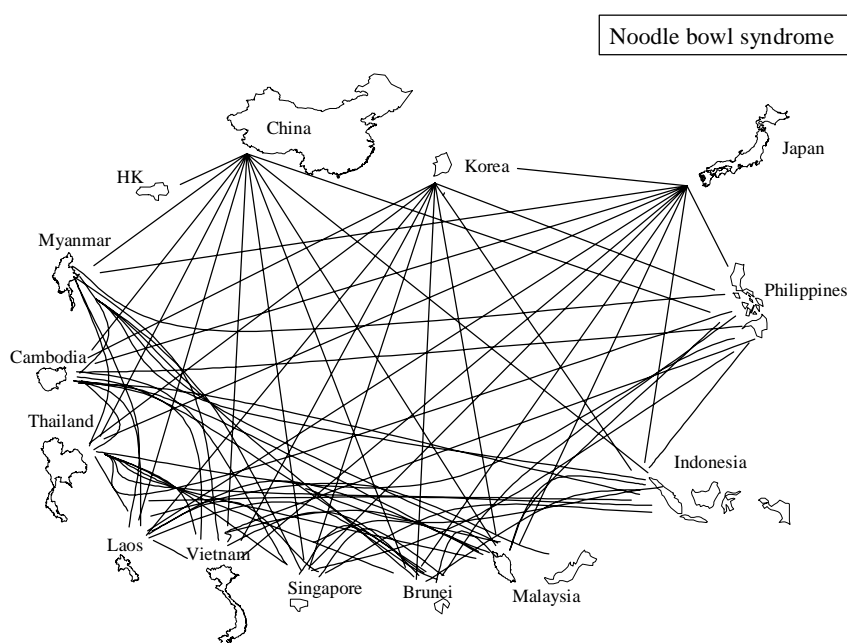 Noodle bowl syndrome
China
Japan
Korea
HK
Myanmar
Philippines
Cambodia
Thailand
Indonesia
Laos
Vietnam
Singapore
Brunei
Malaysia